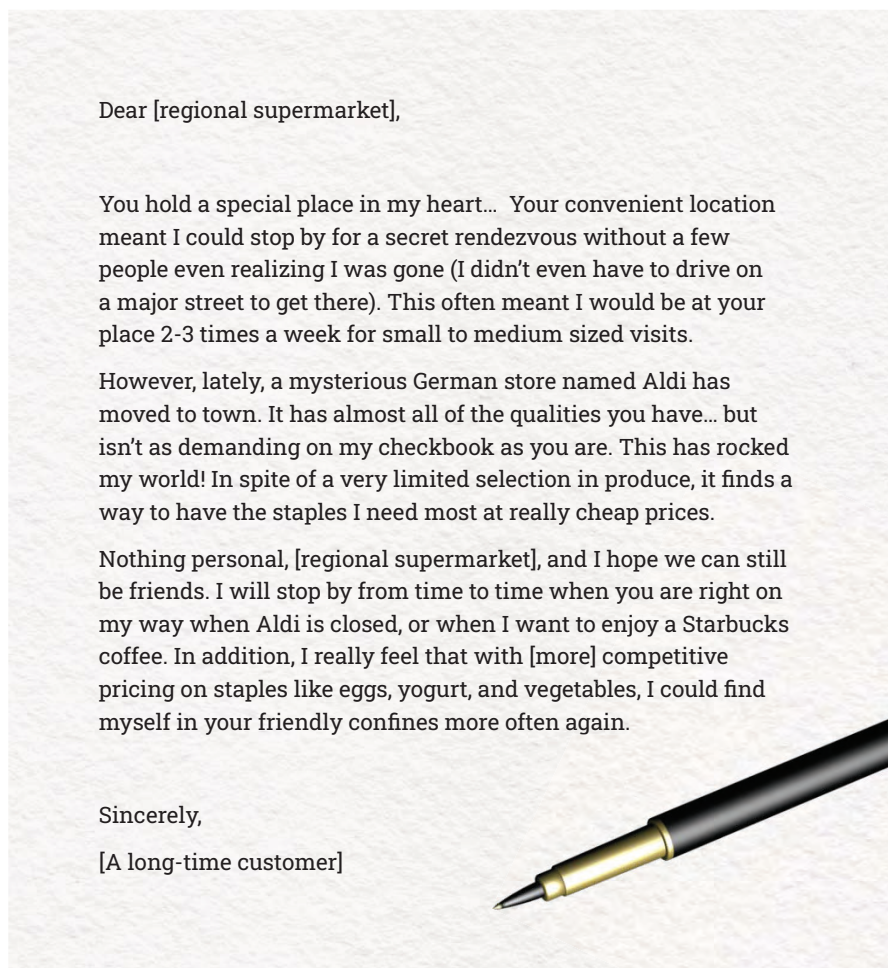 Dear [regional supermarket],
You hold a special place in my heart…  Your convenient location
meant I could stop by for a secret rendezvous without a few
people even realizing I was gone (I didn’t even have to drive on
a major street to get there). This often meant I would be at your
place 2-3 times a week for small to medium sized visits.
However, lately, a mysterious German store named Aldi has
moved to town. It has almost all of the qualities you have… but
isn’t as demanding on my checkbook as you are. This has rocked
my world! In spite of a very limited selection in produce, it finds a
way to have the staples I need most at really cheap prices.
Nothing personal, [regional supermarket], and I hope we can still
be friends. I will stop by from time to time when you are right on
my way when Aldi is closed, or when I want to enjoy a Starbucks
coffee. In addition, I really feel that with [more] competitive
pricing on staples like eggs, yogurt, and vegetables, I could find
myself in your friendly confines more often again.
Sincerely,
[A long-time customer]